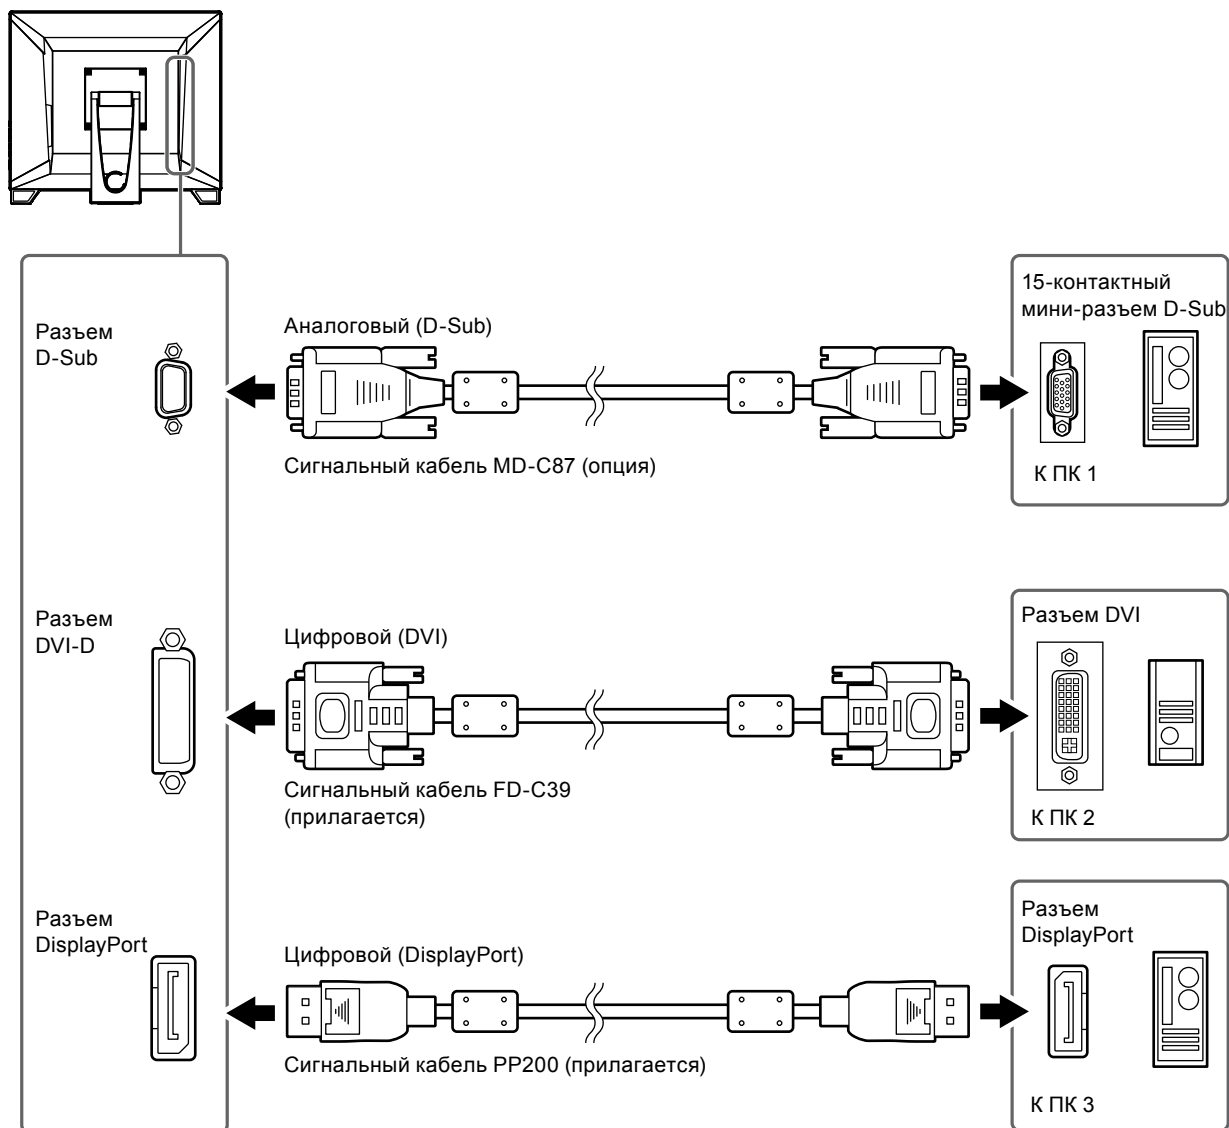 Разъем
D-Sub
Аналоговый (D-Sub)
Сигнальный кабель MD-C87 (опция)
15-контактный
мини-разъем D-Sub
К ПК 1
Разъем
DVI-D
Цифровой (DVI)
Сигнальный кабель FD-C39
(прилагается)
Разъем DVI
К ПК 2
Разъем
DisplayPort
Цифровой (DisplayPort)
Сигнальный кабель PP200 (прилагается)
Разъем
DisplayPort
К ПК 3